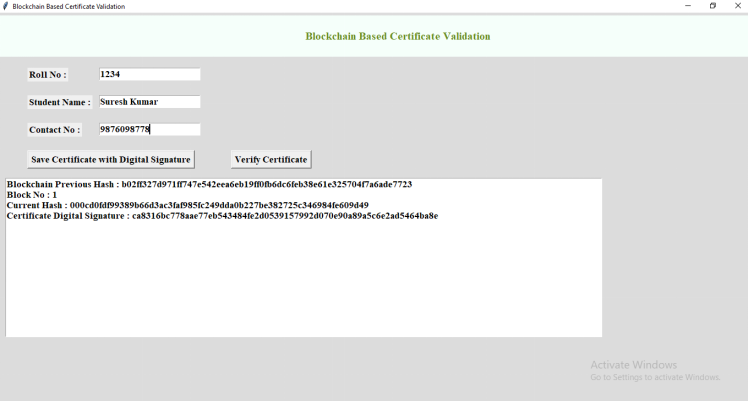 Blockchain Based Certificate Validation
Blockchain Based Certificate Validation
Roll No : 1234
Student Name : Suresh Kumar
Contact No : 9876098778
Save Certificate with Digital Signature Verify Certificate
Blockchain Previous Hash : b02ff327d971ff747e542eea6eb19ff0fb6dc6feb38e61e325704f7a6ade7723
Block No : 1
Current Hash : 000cd0fdf99389b66d3ac3faf985fc249dda0b227be382725c346984fe609d49
Certificate Digital Signature : ca8316bc778aae77eb543484fe2d0539157992d070e90a89a5c6e2ad5464ba8e
Activate Windows
Go to Settings to activate Windows.